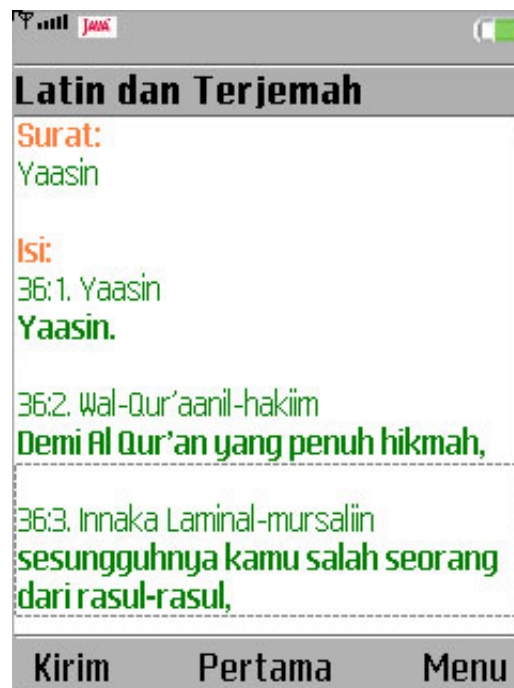 JAVA
Latin dan Terjemah
Surat:
Yaasin
Isi:
36:1. Yaasin
Yaasin.
36:2. Wal-Qur'aanil-hakiim
Demi Al Qur'an yang penuh hikmah,
36:3. Innaka Laminal-mursaliin
sesungguhnya kamu salah seorang
dari rasul-rasul,
Kirim Pertama Menu